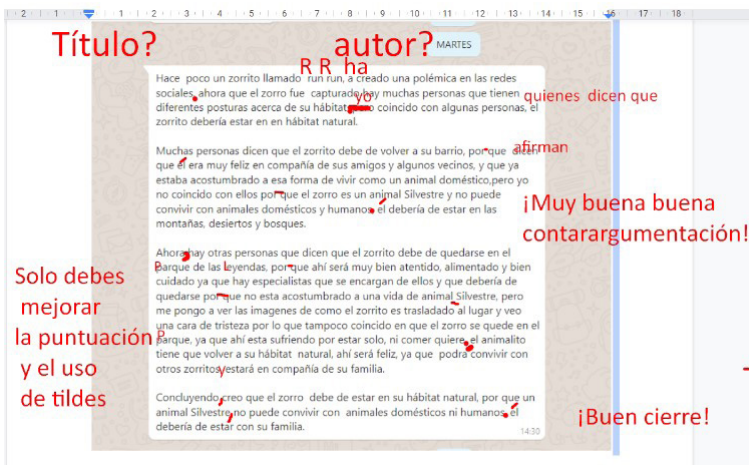 2 1 1 2 3 4 5 6 7 8 9 10 11 12 13 14 15 16 17 18
Título? autor?
MARTES
R R ha
Hace poco un zorrito llamado run run, a creado una polémica en las redes
sociales, ahora que el zorro fue capturado hay muchas personas que tienen
yo
diferentes posturas acerca de su hábitat, coincido con algunas personas, el
quienes dicen que
zorrito debería estar en en hábitat natural.
Muchas personas dicen que el zorrito debe de volver a su barrio, por que dicen
afirman
que él era muy feliz en compañía de sus amigos y algunos vecinos, y que ya
estaba acostumbrado a esa forma de vivir como un animal doméstico,pero yo
no coincido con ellos por que el zorro es un animal Silvestre y no puede
convivir con animales domésticos y humanos, el debería de estar en las
montañas, desiertos y bosques.
¡Muy buena buena
contarargumentación!
Ahora hay otras personas que dicen que el zorrito debe de quedarse en el
P L
parque de las Leyendas, por que ahí será muy bien atentido, alimentado y bien
cuidado ya que hay especialistas que se encargan de ellos y que debería de
quedarse por que no esta acostumbrado a una vida de animal Silvestre, pero
me pongo a ver las imagenes de como el zorrito es trasladado al lugar y veo
una cara de tristeza por lo que tampoco coincido en que el zorro se quede en el
P
parque, ya que ahí esta sufriendo por estar solo, ni comer quiere, el animalito
tiene que volver a su hábitat natural, ahí será feliz, ya que podra convivir con
otros zorritos y estará en compañía de su familia.
y
Solo debes
mejorar
la puntuación
y el uso
de tildes
Concluyendo creo que el zorro debe de estar en su hábitat natural, por que un
animal Silvestre no puede convivir con animales domésticos ni humanos, él
debería de estar con su familia.
14:30
¡Buen cierre!